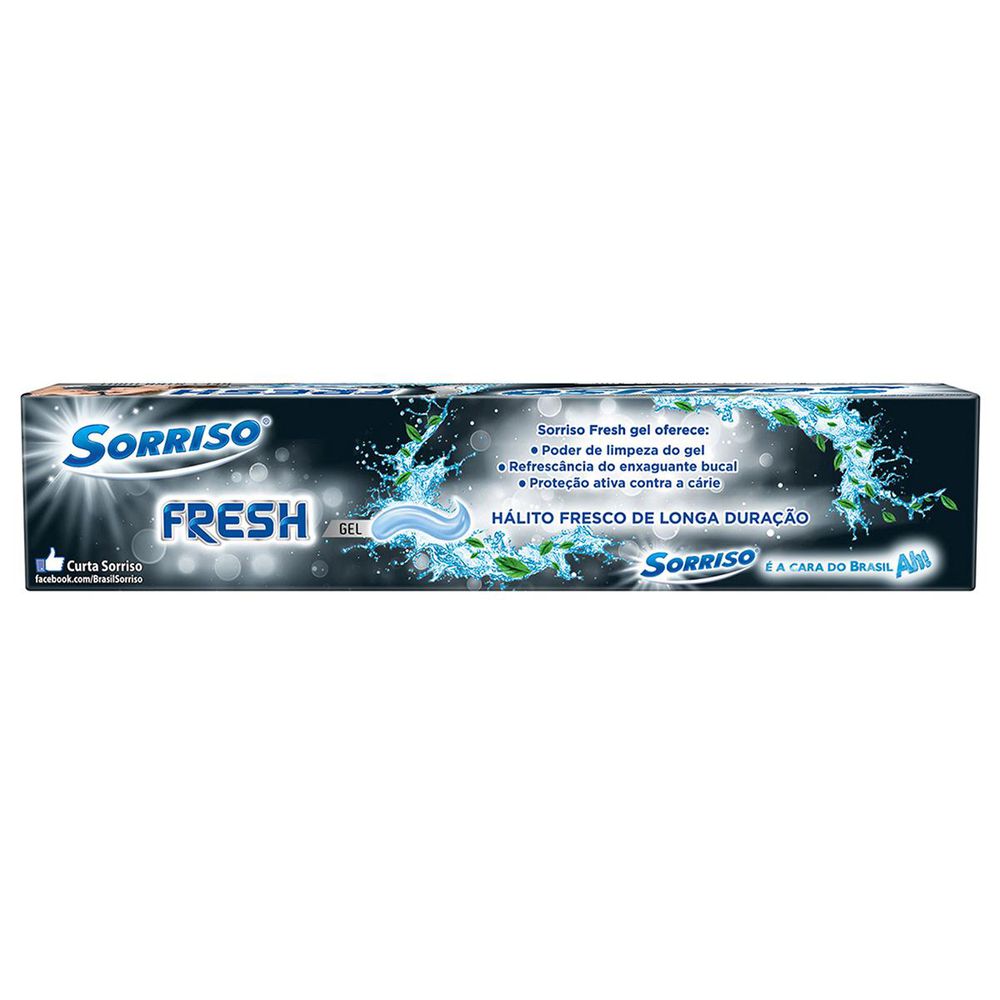 SORRISO®
FRESH
GEL
Curta Sorriso
facebook.com/BrasilSorriso
Sorriso Fresh gel oferece:
• Poder de limpeza do gel
• Refrescância do enxaguante bucal
• Proteção ativa contra a cárie
HÁLITO FRESCO DE LONGA DURAÇÃO
SORRISO® É A CARA DO BRASIL Ah!